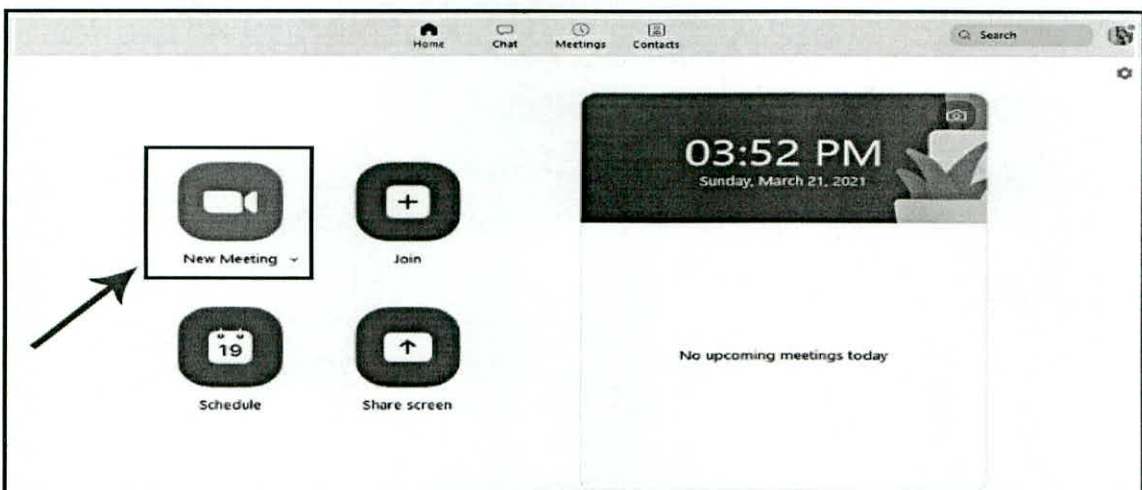 Home Chat Meetings Contacts
Search
03:52 PM
Sunday, March 21, 2021
New Meeting
Join
19
Schedule
Share screen
No upcoming meetings today